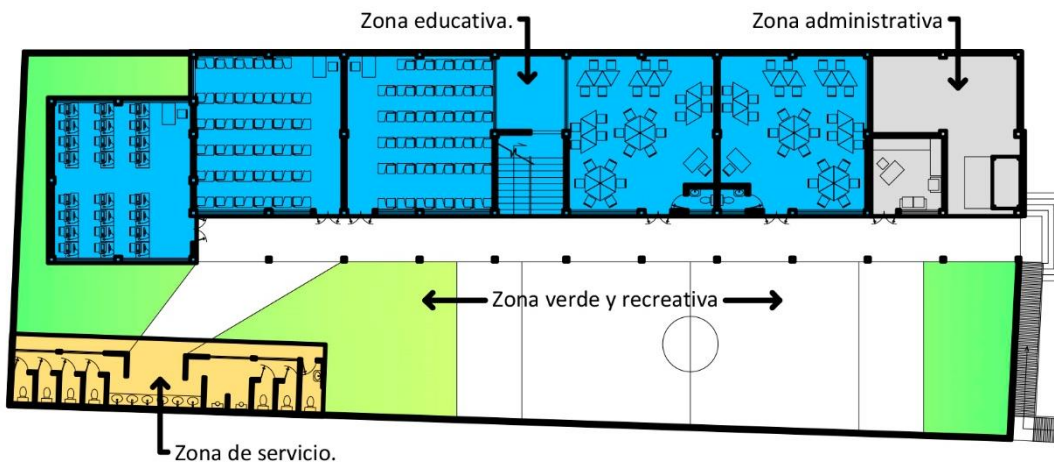 Zona educativa.
Zona administrativa
Zona verde y recreativa
Zona de servicio.